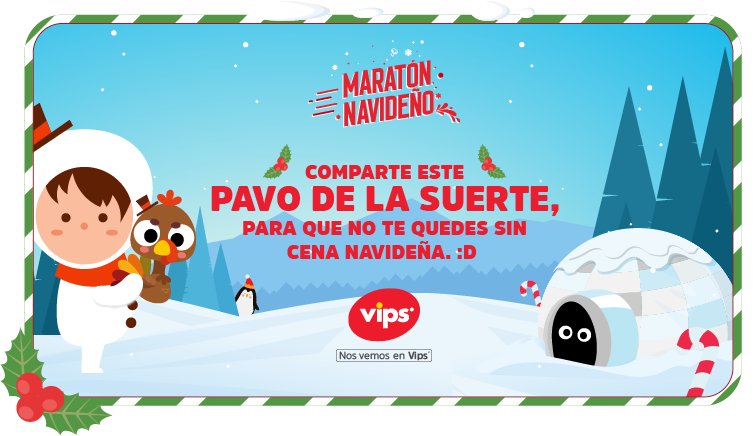 MARATÓN
NAVIDEÑO
COMPARTE ESTE
PAVO DE LA SUERTE,
PARA QUE NO TE QUEDES SIN
CENA NAVIDEÑA. :D
vips
Nos vemos en Vips